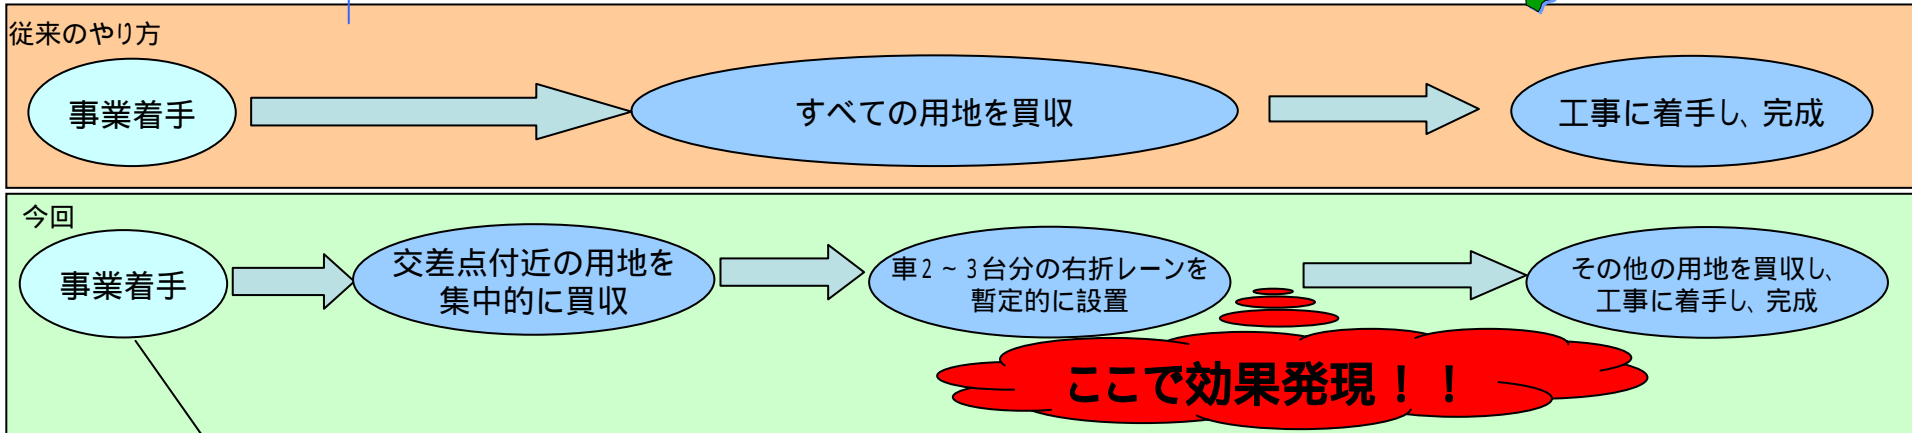 従来のやり方
事業着手
すべての用地を買収
工事に着手し、完成
今回
事業着手
交差点付近の用地を
集中的に買収
車2～3台分の右折レーンを
暫定的に設置
その他の用地を買収し、
工事に着手し、完成
ここで効果発現！！